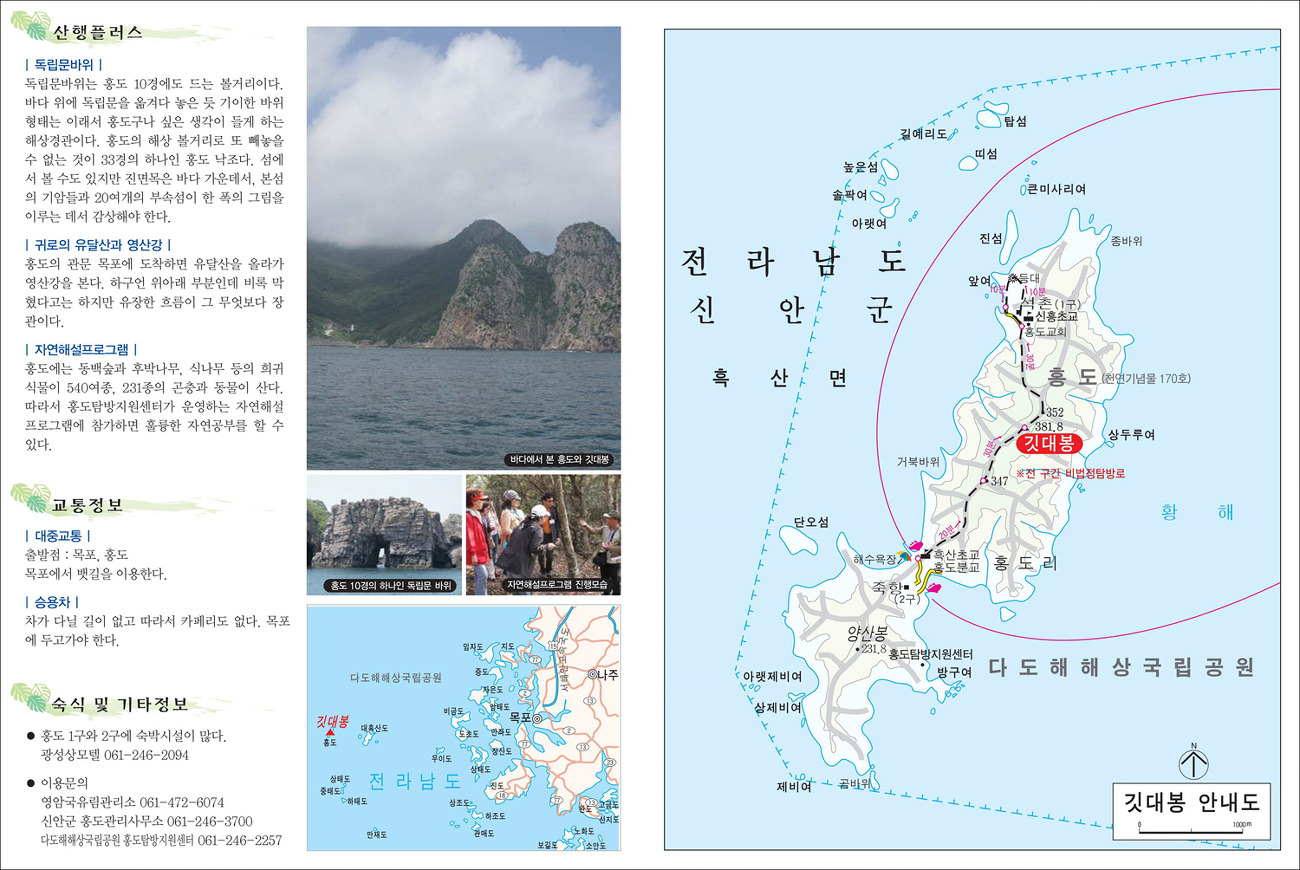 산행플러스
| 독립문바위 |
독립문바위는 홍도 10경에도 드는 볼거리이다.
바다 위에 독립문을 옮겨다 놓은 듯 기이한 바위
형태는 이래서 홍도구나 싶은 생각이 들게 하는
해상경관이다. 홍도의 해상 볼거리로 또 빼놓을
수 없는 것이 33경의 하나인 홍도 낙조다. 섬에
서 볼 수도 있지만 진면목은 바다 가운데서, 본섬
의 기암들과 20여개의 부속섬이 한 폭의 그림을
이루는 데서 감상해야 한다.
| 귀로의 유달산과 영산강 |
홍도의 관문 목포에 도착하면 유달산을 올라가
영산강을 본다. 하구언 위아래 부분인데 비록 막
혔다고는 하지만 유장한 흐름이 그 무엇보다 장
관이다.
| 자연해설프로그램 |
홍도에는 동백숲과 후박나무, 식나무 등의 희귀
식물이 540여종, 231종의 곤충과 동물이 산다.
따라서 홍도탐방지원센터가 운영하는 자연해설
프로그램에 참가하면 훌륭한 자연공부를 할 수
있다.
교통정보
| 대중교통 |
출발점 : 목포, 홍도
목포에서 뱃길을 이용한다.
| 승용차 |
차가 다닐 길이 없고 따라서 카페리도 없다. 목포
에 두고가야 한다.
숙식 및 기타정보
● 홍도 1구와 2구에 숙박시설이 많다.
광성상모텔 061-246-2094
● 이용문의
영암국유림관리소 061-472-6074
신안군 홍도관리사무소 061-246-3700
다도해해상국립공원 홍도탐방지원센터 061-246-2257
바다에서 본 홍도와 깃대봉
홍도 10경의 하나인 독립문 바위
자연해설프로그램 진행모습
임자도
지도
15
서해안고속도로
증도
77
다도해해상국립공원
나주
자은도
2
13
암태도
비금도
목포
깃대봉
홍도
대흑산도
도초도
안좌도
2
77
장산도
13
우이도
23
상태도
전라남도
상태도
중태도
하태도
진도
18
상조도
77
13
고금도
완도
하조도
신지도
만재도
관매도
노화도
보길도
소안도
탑섬
길예리도
띠섬
높은섬
솔팍여
큰미사리여
아랫여
진섬
종바위
전라남도
앞여
등대
10분
10분
석촌(1구)
신안군
신흥초교
홍도교회
30분
흑산면
홍도(천연기념물 170호)
352
381.8
깃대봉
상두루여
30분
거북바위
※전 구간 비법정탐방로
347
황해
단오섬
20분
해수욕장
흑산초교
홍도분교
홍도리
죽항
(2구)
양산봉
231.8
홍도탐방지원센터
방구여
다도해해상국립공원
아랫제비여
상제비여
제비여
곰바위
N
깃대봉 안내도
0 1000m